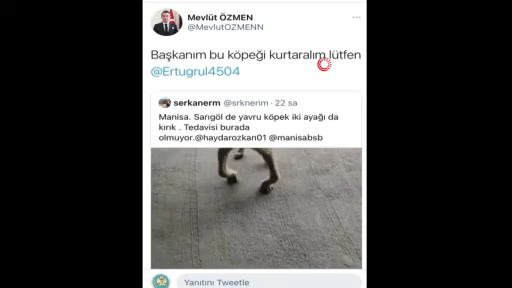 Mevlüt ÖZMEN
@MevlutOZMENN
Başkanım bu köpeği kurtaralım lütfen
@Ertugrul4504
serkanerm @srknerim · 22 sa
Manisa. Sarıgöl de yavru köpek iki ayağı da
kırık . Tedavisi burada
olmuyor.@haydarozkan01 @manisabsb
Yanıtını Tweetle